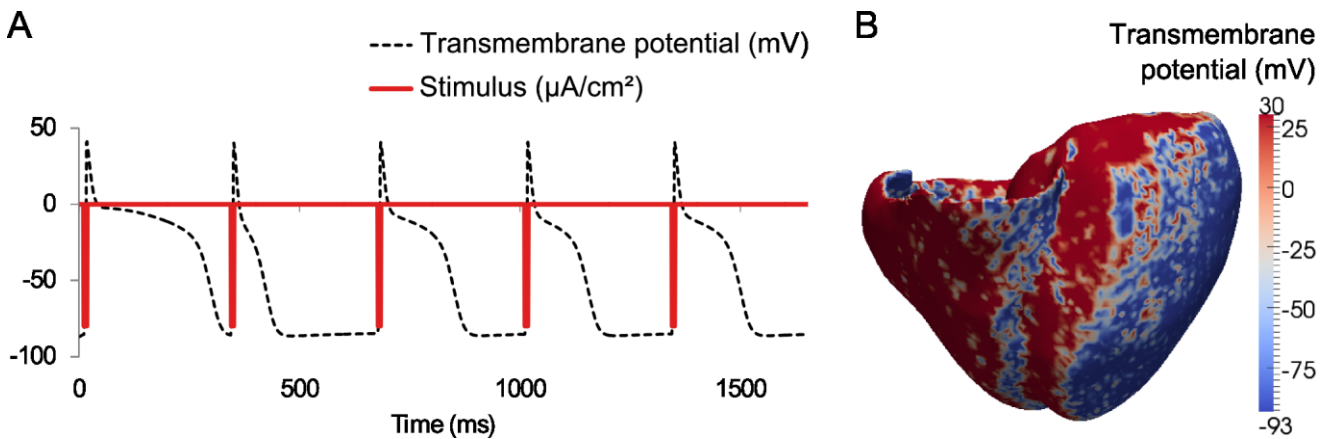 A
Transmembrane potential (mV)
Stimulus (µA/cm²)
50
0
-50
-100
0
500
1000
1500
Time (ms)
B
Transmembrane
potential (mV)
30
25
0
-25
-50
-75
-93